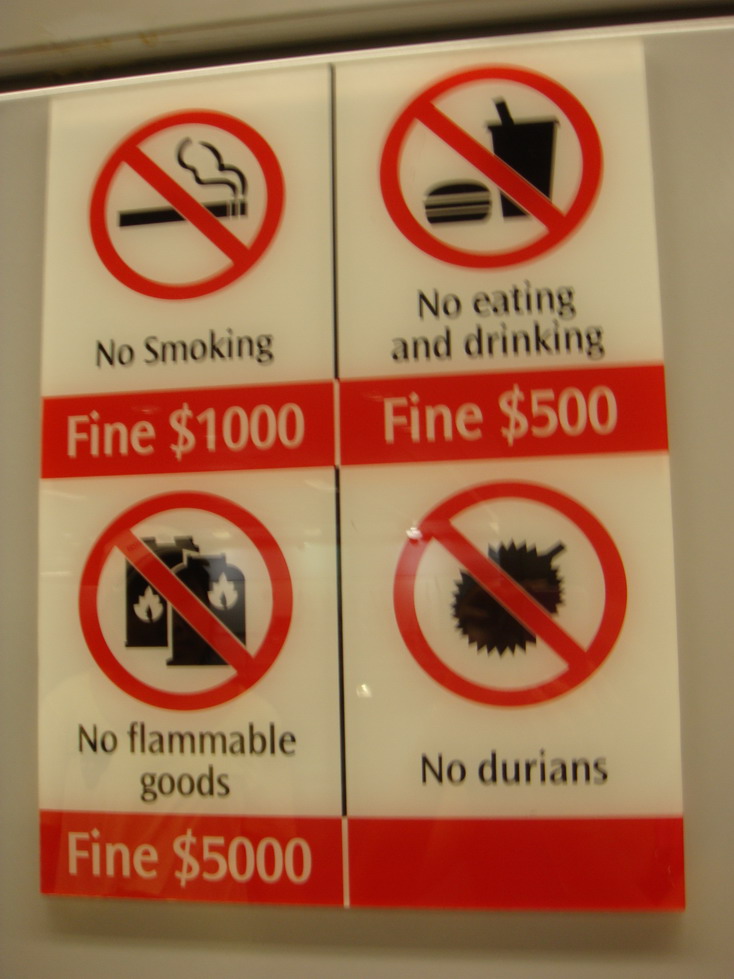 No Smoking
Fine $1000
No eating
and drinking
Fine $500
No flammable
goods
Fine $5000
No durians